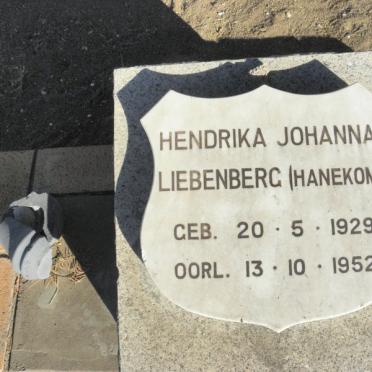 HENDRIKA JOHANNA
LIEBENBERG (HANEKOM
GEB. 20 · 5 · 1929
OORL. 13 · 10 · 1952